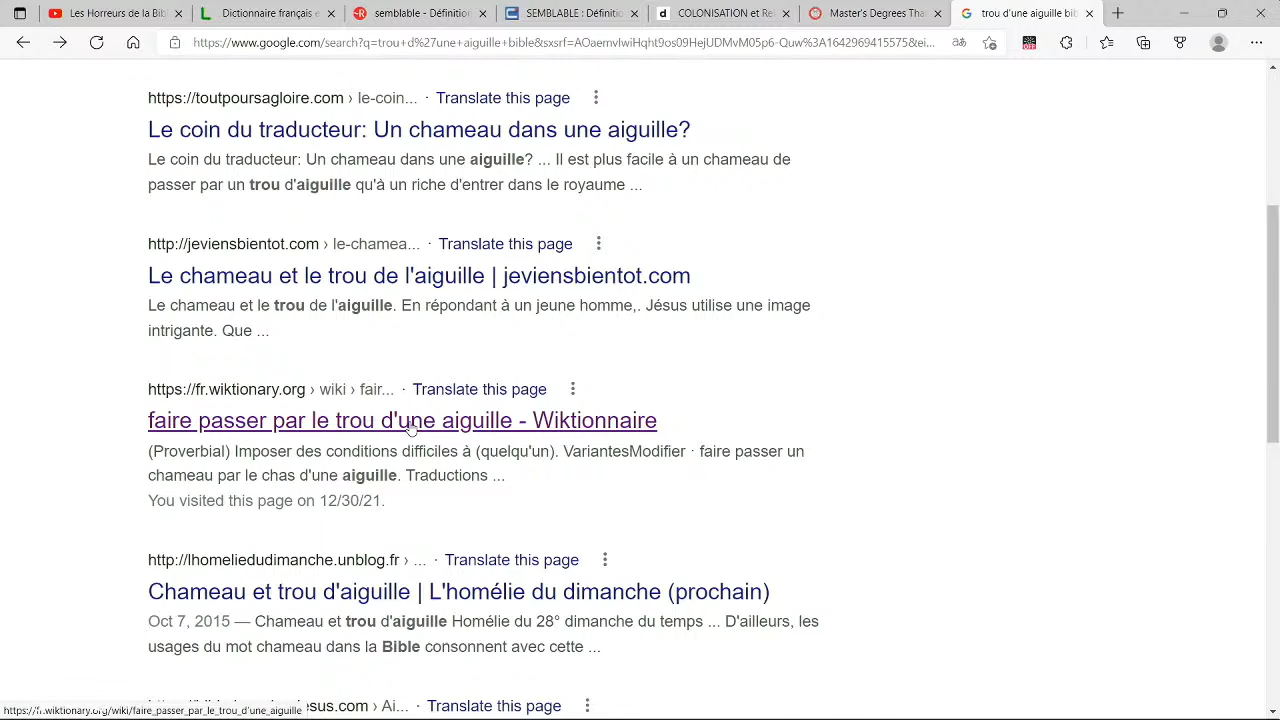 Les Horreurs de la Bib
Dictionnaire français e
semblable - Définition
SEMBLABLE : Définitio
COLONISATION - Re
Master's Degree - Tha
trou d'une aiguille bib
https://www.google.com/search?q=trou+d%27une+aiguille+bible&sxsrf=AOaemvIwiHqht9os09HejUDMvM05p6-Quw%3A1642969415575&ei...
https://toutpoursagloire.com › le-coin... · Translate this page
Le coin du traducteur: Un chameau dans une aiguille?
Le coin du traducteur: Un chameau dans une aiguille? ... Il est plus facile à un chameau de
passer par un trou d'aiguille qu'à un riche d'entrer dans le royaume ...
http://jeviensbientot.com › le-chamea... · Translate this page
Le chameau et le trou de l'aiguille | jeviensbientot.com
Le chameau et le trou de l'aiguille. En répondant à un jeune homme,. Jésus utilise une image
intrigante. Que ...
https://fr.wiktionary.org › wiki › fair... · Translate this page
faire passer par le trou d'une aiguille - Wiktionnaire
(Proverbial) Imposer des conditions difficiles à (quelqu'un). VariantesModifier · faire passer un
chameau par le chas d'une aiguille. Traductions ...
You visited this page on 12/30/21.
http://lhomeliedudimanche.unblog.fr › ... · Translate this page
Chameau et trou d'aiguille | L'homélie du dimanche (prochain)
Oct 7, 2015 — Chameau et trou d'aiguille Homélie du 28° dimanche du temps ... D'ailleurs, les
usages du mot chameau dans la Bible consonnent avec cette ...
sus.com › Ai... · Translate this page
https://fr.wiktionary.org/wiki/faire_passer_par_le_trou_d'une_aiguille